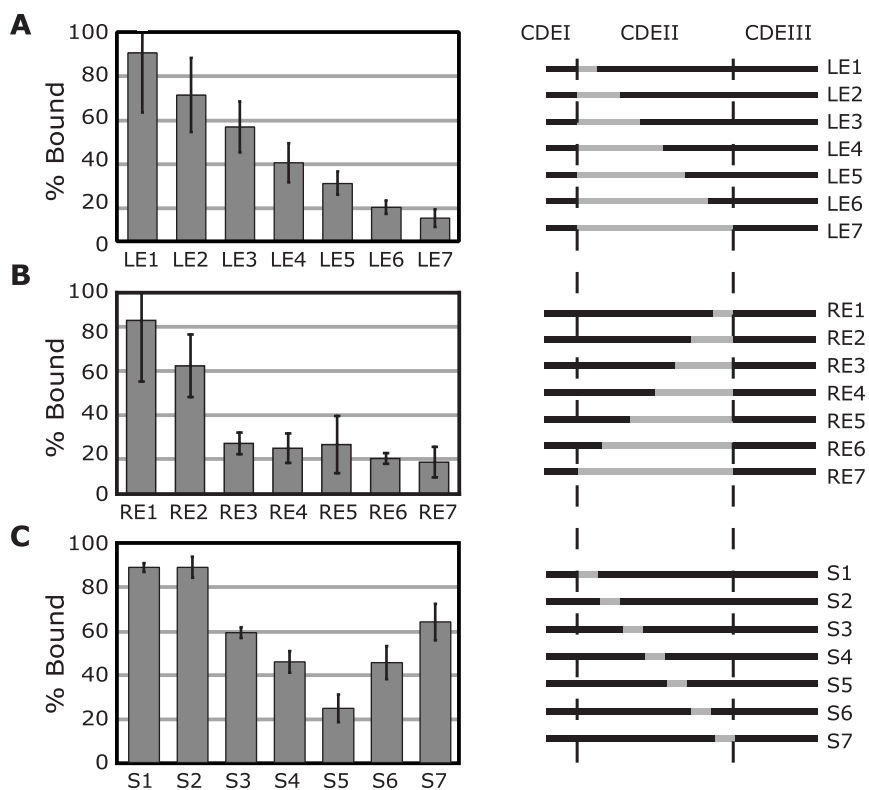 A
% Bound
100
80
60
40
20
0
LE1 LE2 LE3 LE4 LE5 LE6 LE7
CDEI CDEII CDEIII
LE1
LE2
LE3
LE4
LE5
LE6
LE7
B
% Bound
100
80
60
40
20
0
RE1 RE2 RE3 RE4 RE5 RE6 RE7
RE1
RE2
RE3
RE4
RE5
RE6
RE7
C
% Bound
100
80
60
40
20
0
S1 S2 S3 S4 S5 S6 S7
S1
S2
S3
S4
S5
S6
S7